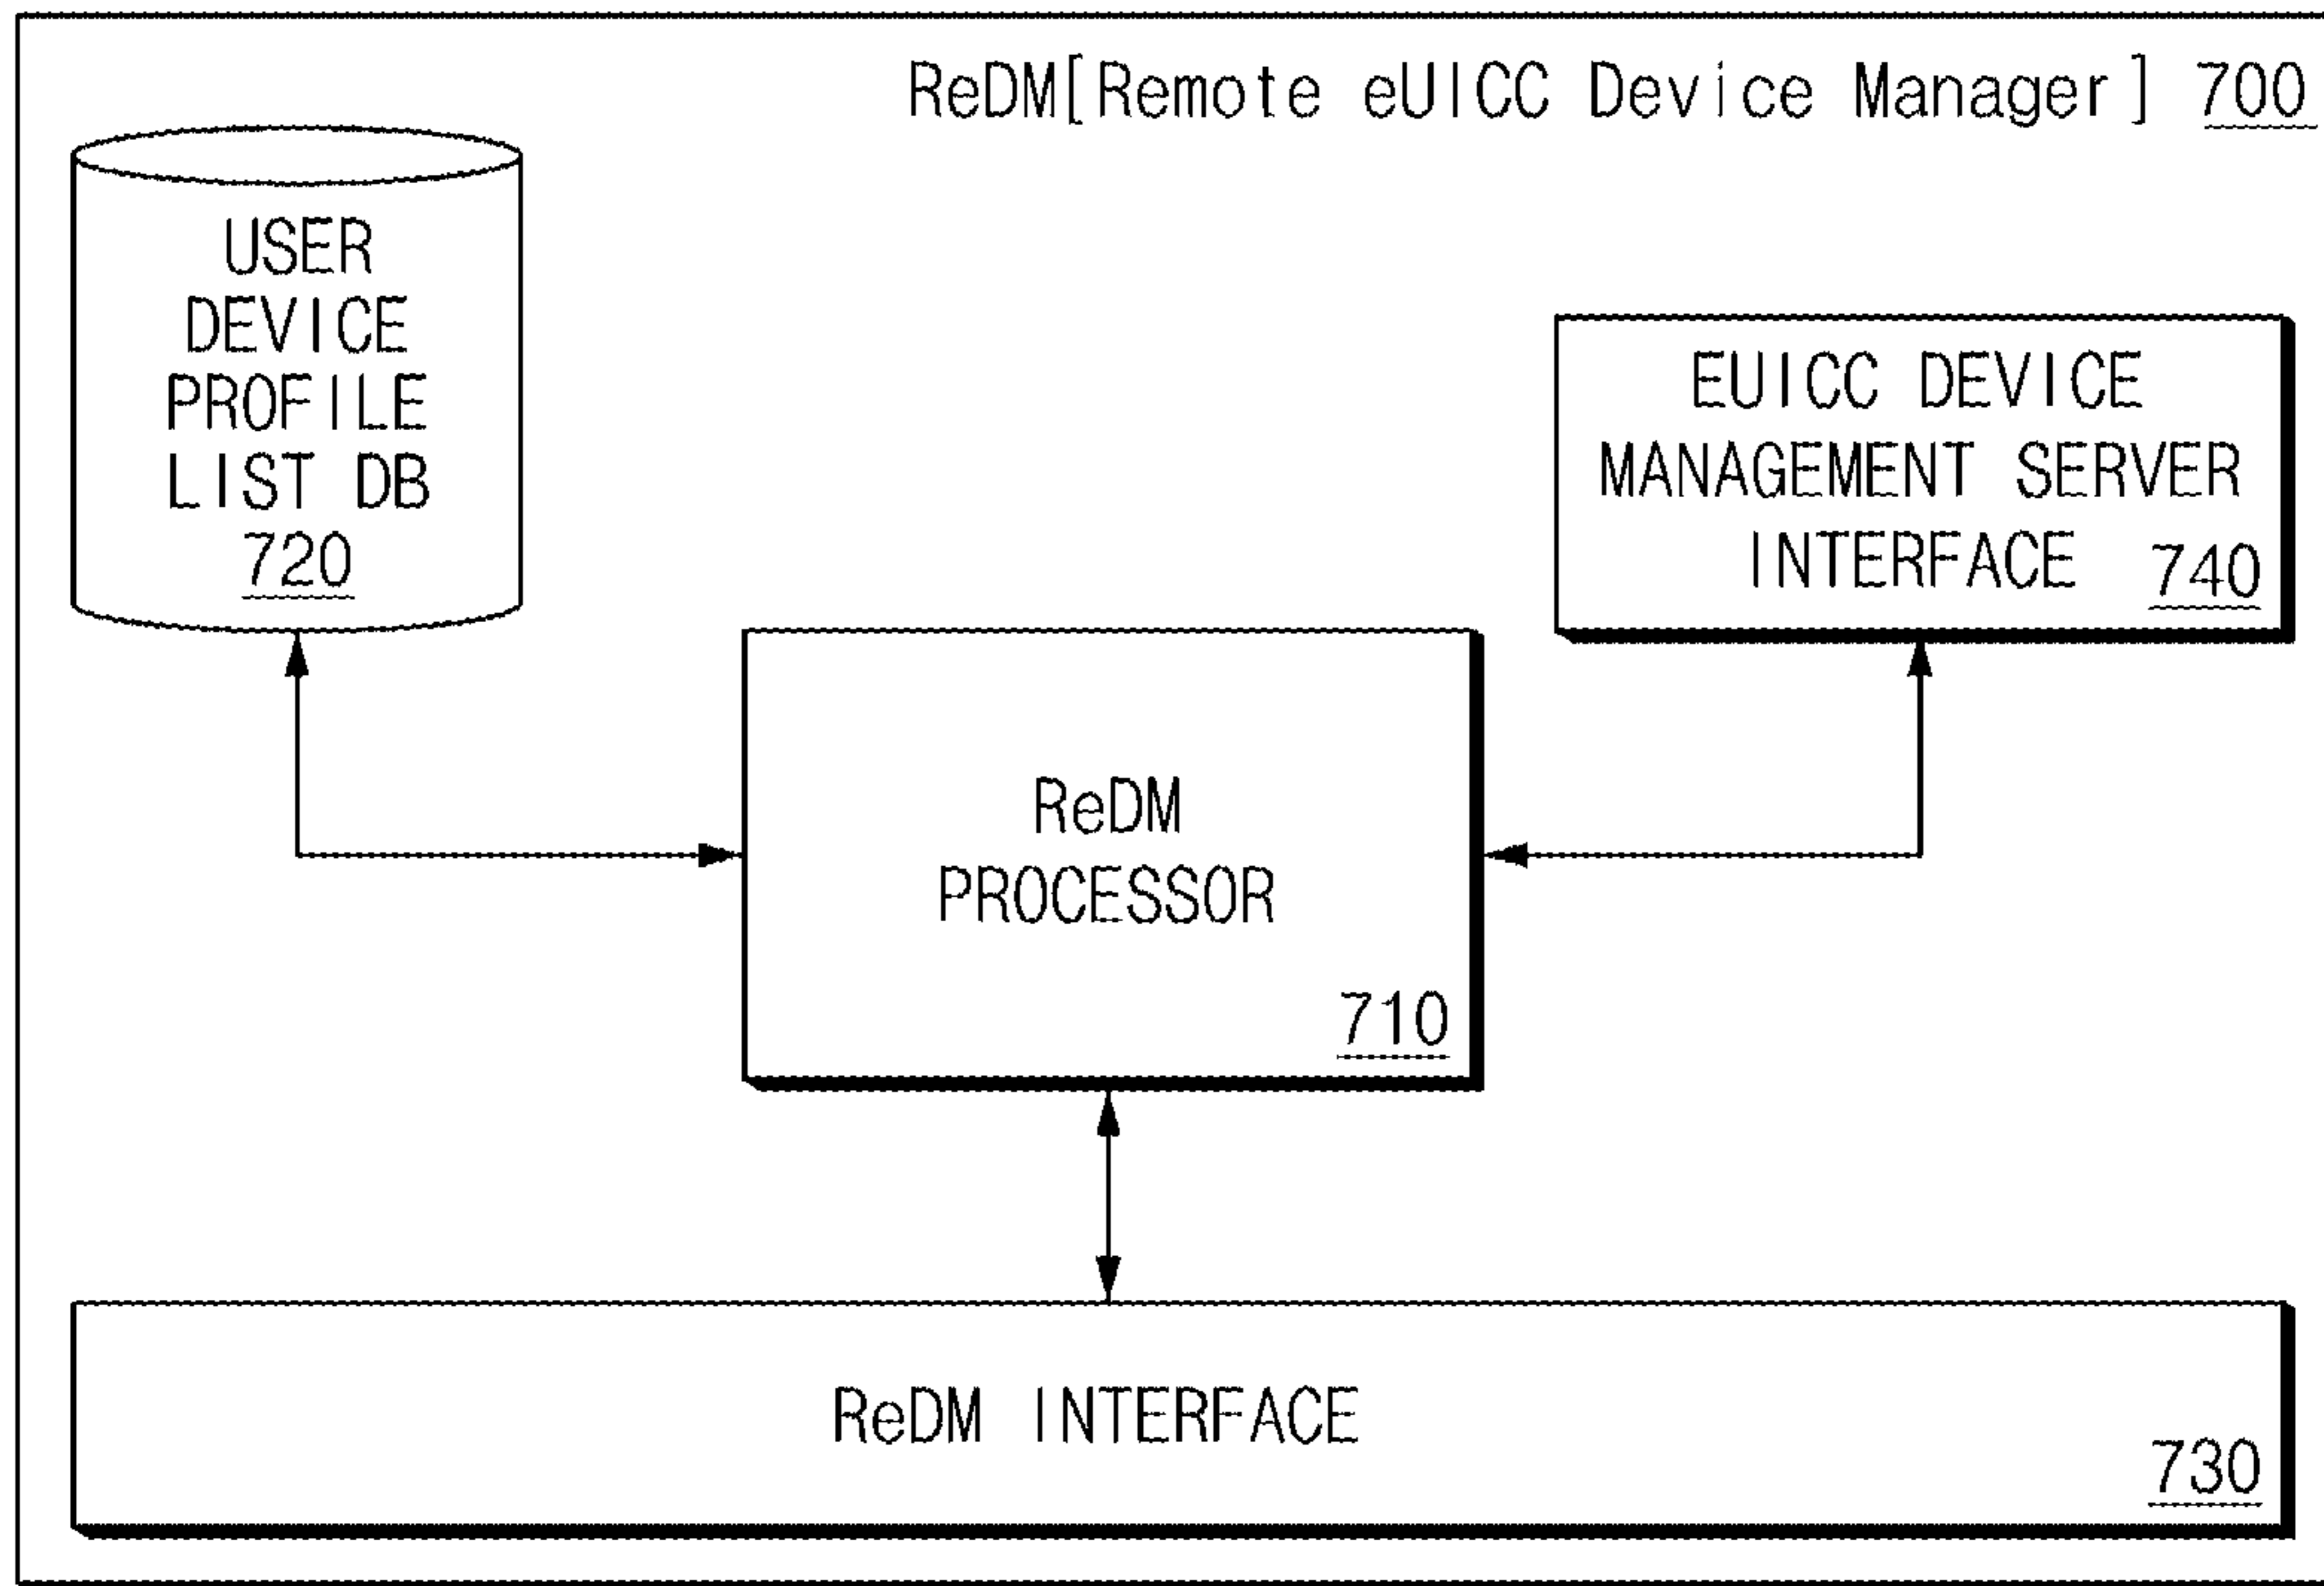 ReDM[Remote eUICC Device Manager] 700
USER
DEVICE
PROFILE
LIST DB
720
EUICC DEVICE
MANAGEMENT SERVER
INTERFACE 740
ReDM
PROCESSOR
710
ReDM INTERFACE
730